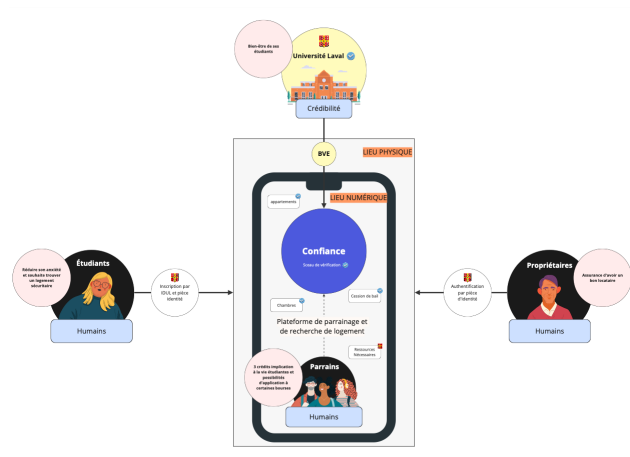 Bien-être de ses
étudiants
Université Laval
Crédibilité
BVE
LIEU PHYSIQUE
LIEU NUMÉRIQUE
appartements
Confiance
Sceau de vérification
Étudiants
Réduire son anxiété
et souhaite trouver
un logement
sécuritaire
Humains
Inscription par
IDUL et pièce
identité
Propriétaires
Assurance d'avoir un
bon locataire
Humains
Authentification
par pièce
d'identité
Chambres
Cession de bail
Plateforme de parrainage et
de recherche de logement
Ressources
Nécessaires
Parrains
3 crédits implication
à la vie étudiantes et
possibilités
d'application à
certaines bourses
Humains